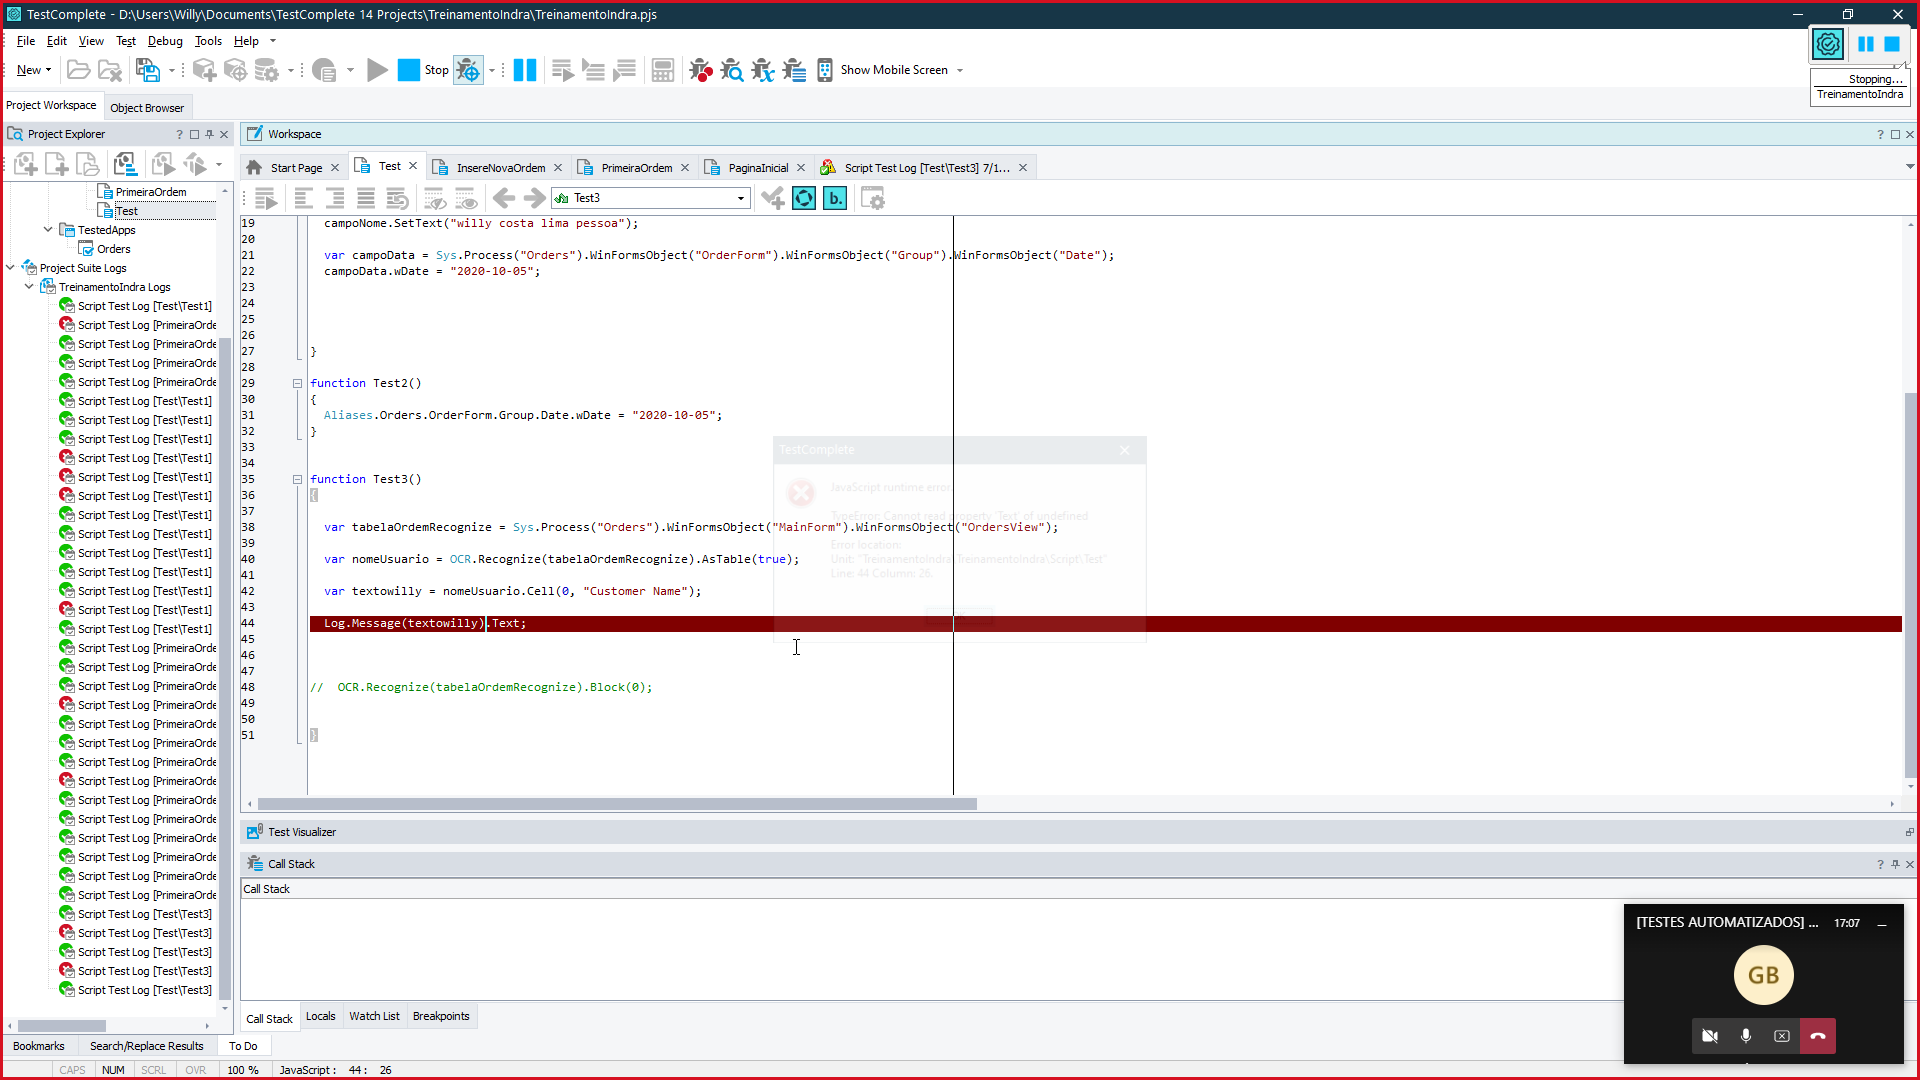 TestComplete - D:\Users\Willy\Documents\TestComplete 14 Projects\TreinamentoIndra\TreinamentoIndra.pjs
File Edit View Test Debug Tools Help
New Stop Show Mobile Screen
Stopping...
TreinamentoIndra
Project Workspace Object Browser
Project Explorer
Workspace
Start Page Test InsereNovaOrdem PrimeiraOrdem PaginaInicial Script Test Log [Test\Test3] 7/1...
b. Test3
PrimeiraOrdem
Test
TestedApps
Orders
Project Suite Logs
TreinamentoIndra Logs
Script Test Log [Test\Test1]
Script Test Log [PrimeiraOrde
Script Test Log [PrimeiraOrde
Script Test Log [PrimeiraOrde
Script Test Log [PrimeiraOrde
Script Test Log [Test\Test1]
Script Test Log [Test\Test1]
Script Test Log [Test\Test1]
Script Test Log [Test\Test1]
Script Test Log [Test\Test1]
Script Test Log [Test\Test1]
Script Test Log [Test\Test1]
Script Test Log [Test\Test1]
Script Test Log [Test\Test1]
Script Test Log [Test\Test1]
Script Test Log [Test\Test1]
Script Test Log [Test\Test1]
Script Test Log [Test\Test1]
Script Test Log [PrimeiraOrde
Script Test Log [PrimeiraOrde
Script Test Log [PrimeiraOrde
Script Test Log [PrimeiraOrde
Script Test Log [PrimeiraOrde
Script Test Log [PrimeiraOrde
Script Test Log [PrimeiraOrde
Script Test Log [PrimeiraOrde
Script Test Log [PrimeiraOrde
Script Test Log [PrimeiraOrde
Script Test Log [PrimeiraOrde
Script Test Log [PrimeiraOrde
Script Test Log [PrimeiraOrde
Script Test Log [PrimeiraOrde
Script Test Log [Test\Test3]
Script Test Log [Test\Test3]
Script Test Log [Test\Test3]
Script Test Log [Test\Test3]
Script Test Log [Test\Test3]
19 campoNome.SetText("willy costa lima pessoa");
20
21 var campoData = Sys.Process("Orders").WinFormsObject("OrderForm").WinFormsObject("Group").WinFormsObject("Date");
22 campoData.wDate = "2020-10-05";
23
24
25
26
27 }
28
29 function Test2()
30 {
31 Aliases.Orders.OrderForm.Group.Date.wDate = "2020-10-05";
32 }
33
34
35 function Test3()
36 {
37
38 var tabelaOrdemRecognize = Sys.Process("Orders").WinFormsObject("MainForm").WinFormsObject("OrdersView");
39
40 var nomeUsuario = OCR.Recognize(tabelaOrdemRecognize).AsTable(true);
41
42 var textowilly = nomeUsuario.Cell(0, "Customer Name");
43
44 Log.Message(textowilly).Text;
45
46
47
48 // OCR.Recognize(tabelaOrdemRecognize).Block(0);
49
50
51 }
TestComplete
JavaScript runtime error.
TypeError: Cannot read property 'Text' of undefined
Error location:
Unit: "TreinamentoIndra\TreinamentoIndra\Script\Test"
Line: 44 Column: 26.
Test Visualizer
Call Stack
Call Stack
Call Stack Locals Watch List Breakpoints
[TESTES AUTOMATIZADOS] ... 17:07
GB
Bookmarks Search/Replace Results To Do
CAPS NUM SCRL OVR 100 % JavaScript : 44 : 26